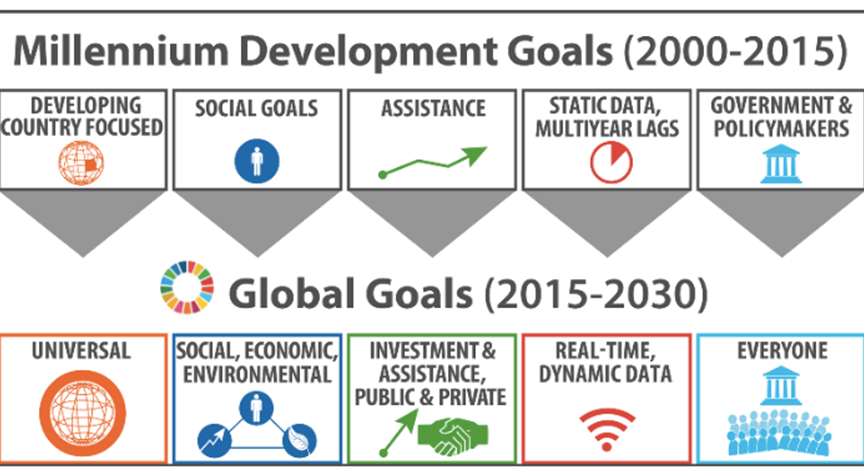 Millennium Development Goals (2000-2015)
DEVELOPING
COUNTRY FOCUSED
SOCIAL GOALS
ASSISTANCE
STATIC DATA,
MULTIYEAR LAGS
GOVERNMENT &
POLICYMAKERS
Global Goals (2015-2030)
UNIVERSAL
SOCIAL, ECONOMIC,
ENVIRONMENTAL
INVESTMENT &
ASSISTANCE,
PUBLIC & PRIVATE
REAL-TIME,
DYNAMIC DATA
EVERYONE